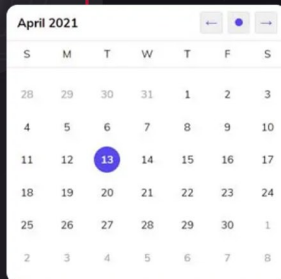 April 2021 ← →
S M T W T F S
28 29 30 31 1 2 3
4 5 6 7 8 9 10
11 12 13 14 15 16 17
18 19 20 21 22 23 24
25 26 27 28 29 30 1
2 3 4 5 6 7 8